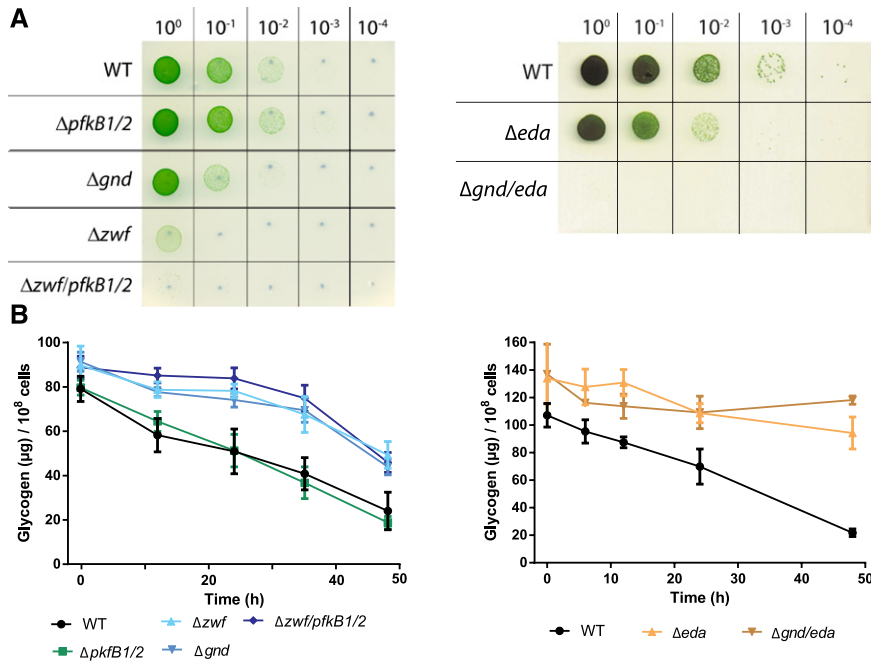 A
10⁰ 10⁻¹ 10⁻² 10⁻³ 10⁻⁴
WT
ΔpfkB1/2
Δgnd
Δzwf
Δzwf/pfkB1/2
10⁰ 10⁻¹ 10⁻² 10⁻³ 10⁻⁴
WT
Δeda
Δgnd/eda
B
Glycogen (µg) / 10⁸ cells
100
80
60
40
20
0
0 20 40 50
Time (h)
WT Δzwf Δzwf/pfkB1/2
ΔpkfB1/2 Δgnd
Glycogen (µg) / 10⁸ cells
160
140
120
100
80
60
40
20
0
0 10 20 30 40 50
Time (h)
WT Δeda Δgnd/eda